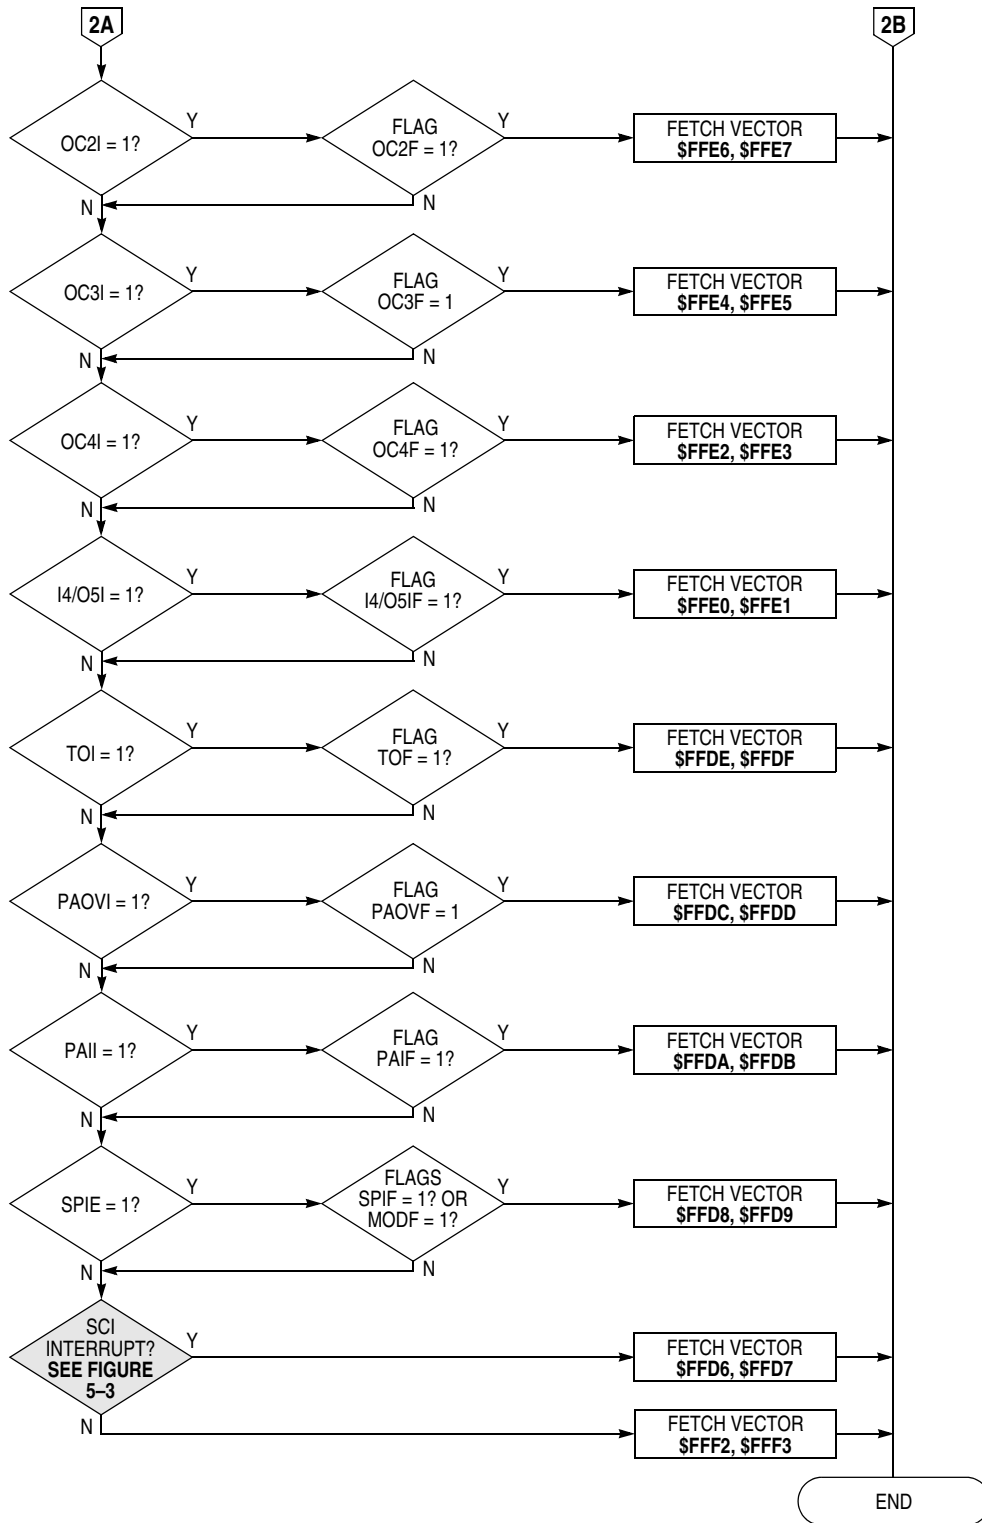 2A
2B
OC2I = 1?
Y
FLAG
OC2F = 1?
Y
FETCH VECTOR
$FFE6, $FFE7
N
N
OC3I = 1?
Y
FLAG
OC3F = 1
Y
FETCH VECTOR
$FFE4, $FFE5
N
N
OC4I = 1?
Y
FLAG
OC4F = 1?
Y
FETCH VECTOR
$FFE2, $FFE3
N
N
I4/O5I = 1?
Y
FLAG
I4/O5IF = 1?
Y
FETCH VECTOR
$FFE0, $FFE1
N
N
TOI = 1?
Y
FLAG
TOF = 1?
Y
FETCH VECTOR
$FFDE, $FFDF
N
N
PAOVI = 1?
Y
FLAG
PAOVF = 1
Y
FETCH VECTOR
$FFDC, $FFDD
N
N
PAII = 1?
Y
FLAG
PAIF = 1?
Y
FETCH VECTOR
$FFDA, $FFDB
N
N
SPIE = 1?
Y
FLAGS
SPIF = 1? OR
MODF = 1?
Y
FETCH VECTOR
$FFD8, $FFD9
N
N
SCI
INTERRUPT?
SEE FIGURE
5–3
Y
FETCH VECTOR
$FFD6, $FFD7
N
FETCH VECTOR
$FFF2, $FFF3
END